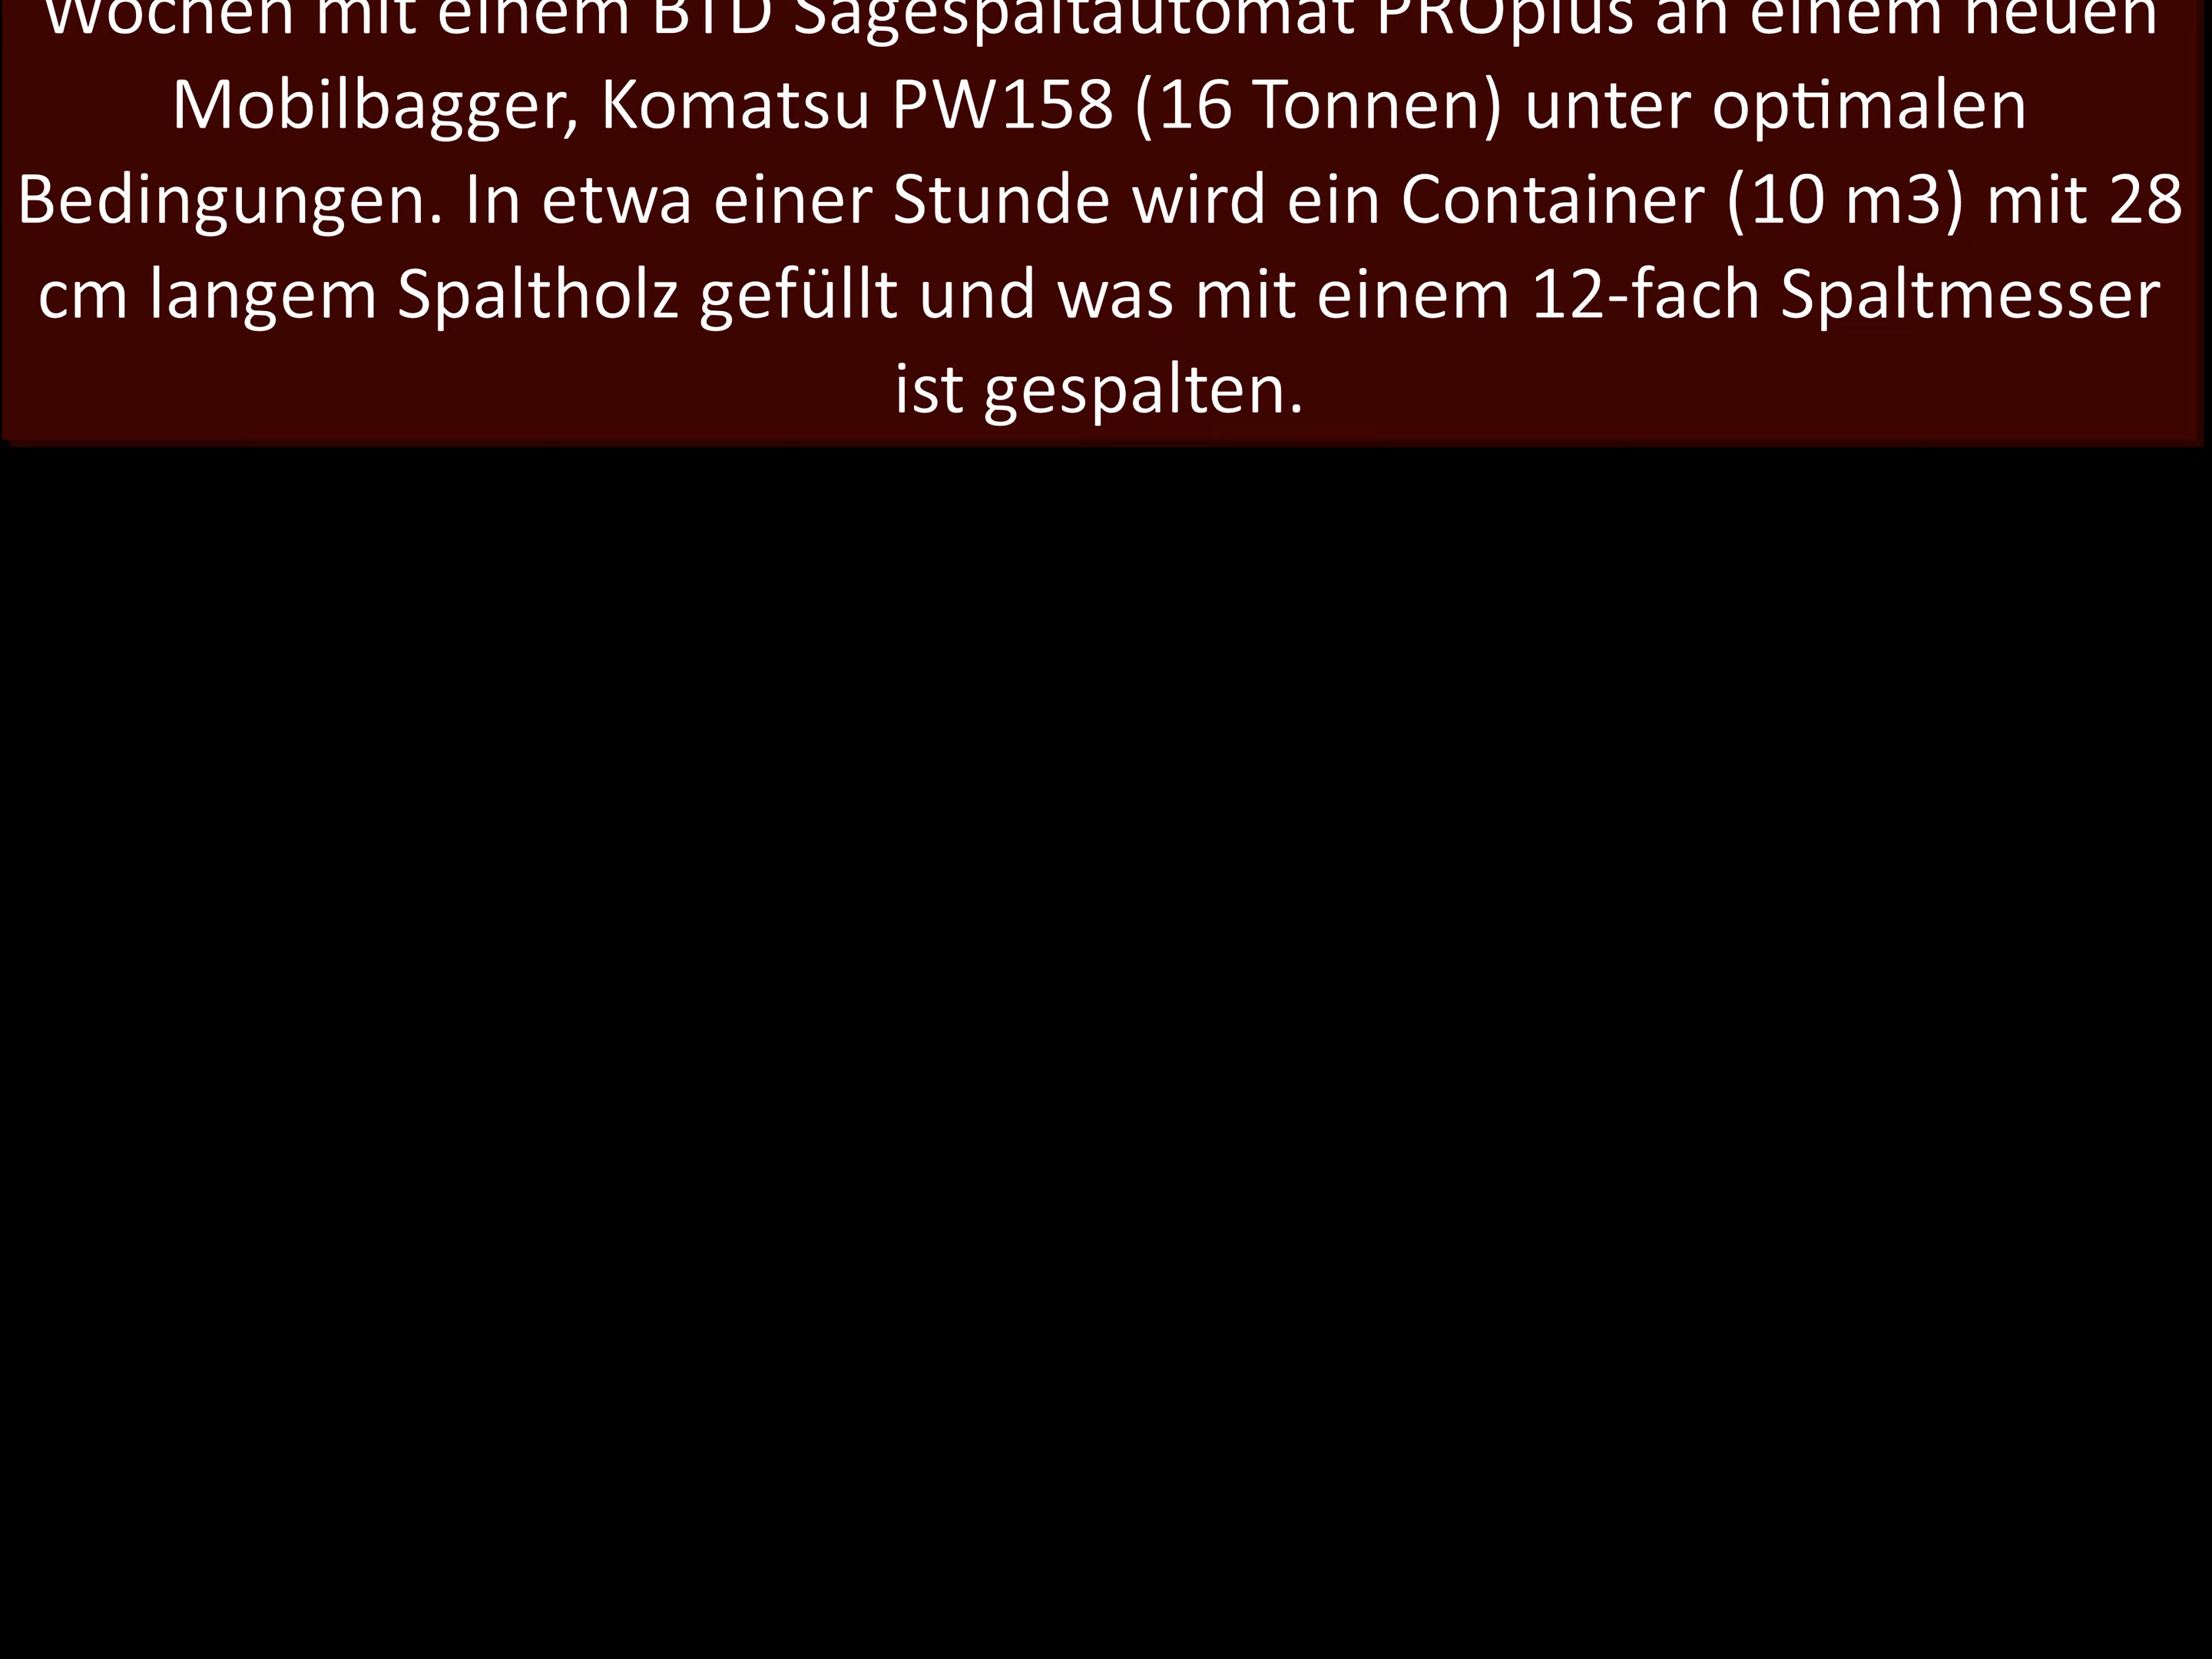 Wochen mit einem BTD Sägespaltautomat PROplus an einem neuen
Mobilbagger, Komatsu PW158 (16 Tonnen) unter optimalen
Bedingungen. In etwa einer Stunde wird ein Container (10 m3) mit 28
cm langem Spaltholz gefüllt und was mit einem 12-fach Spaltmesser
ist gespalten.